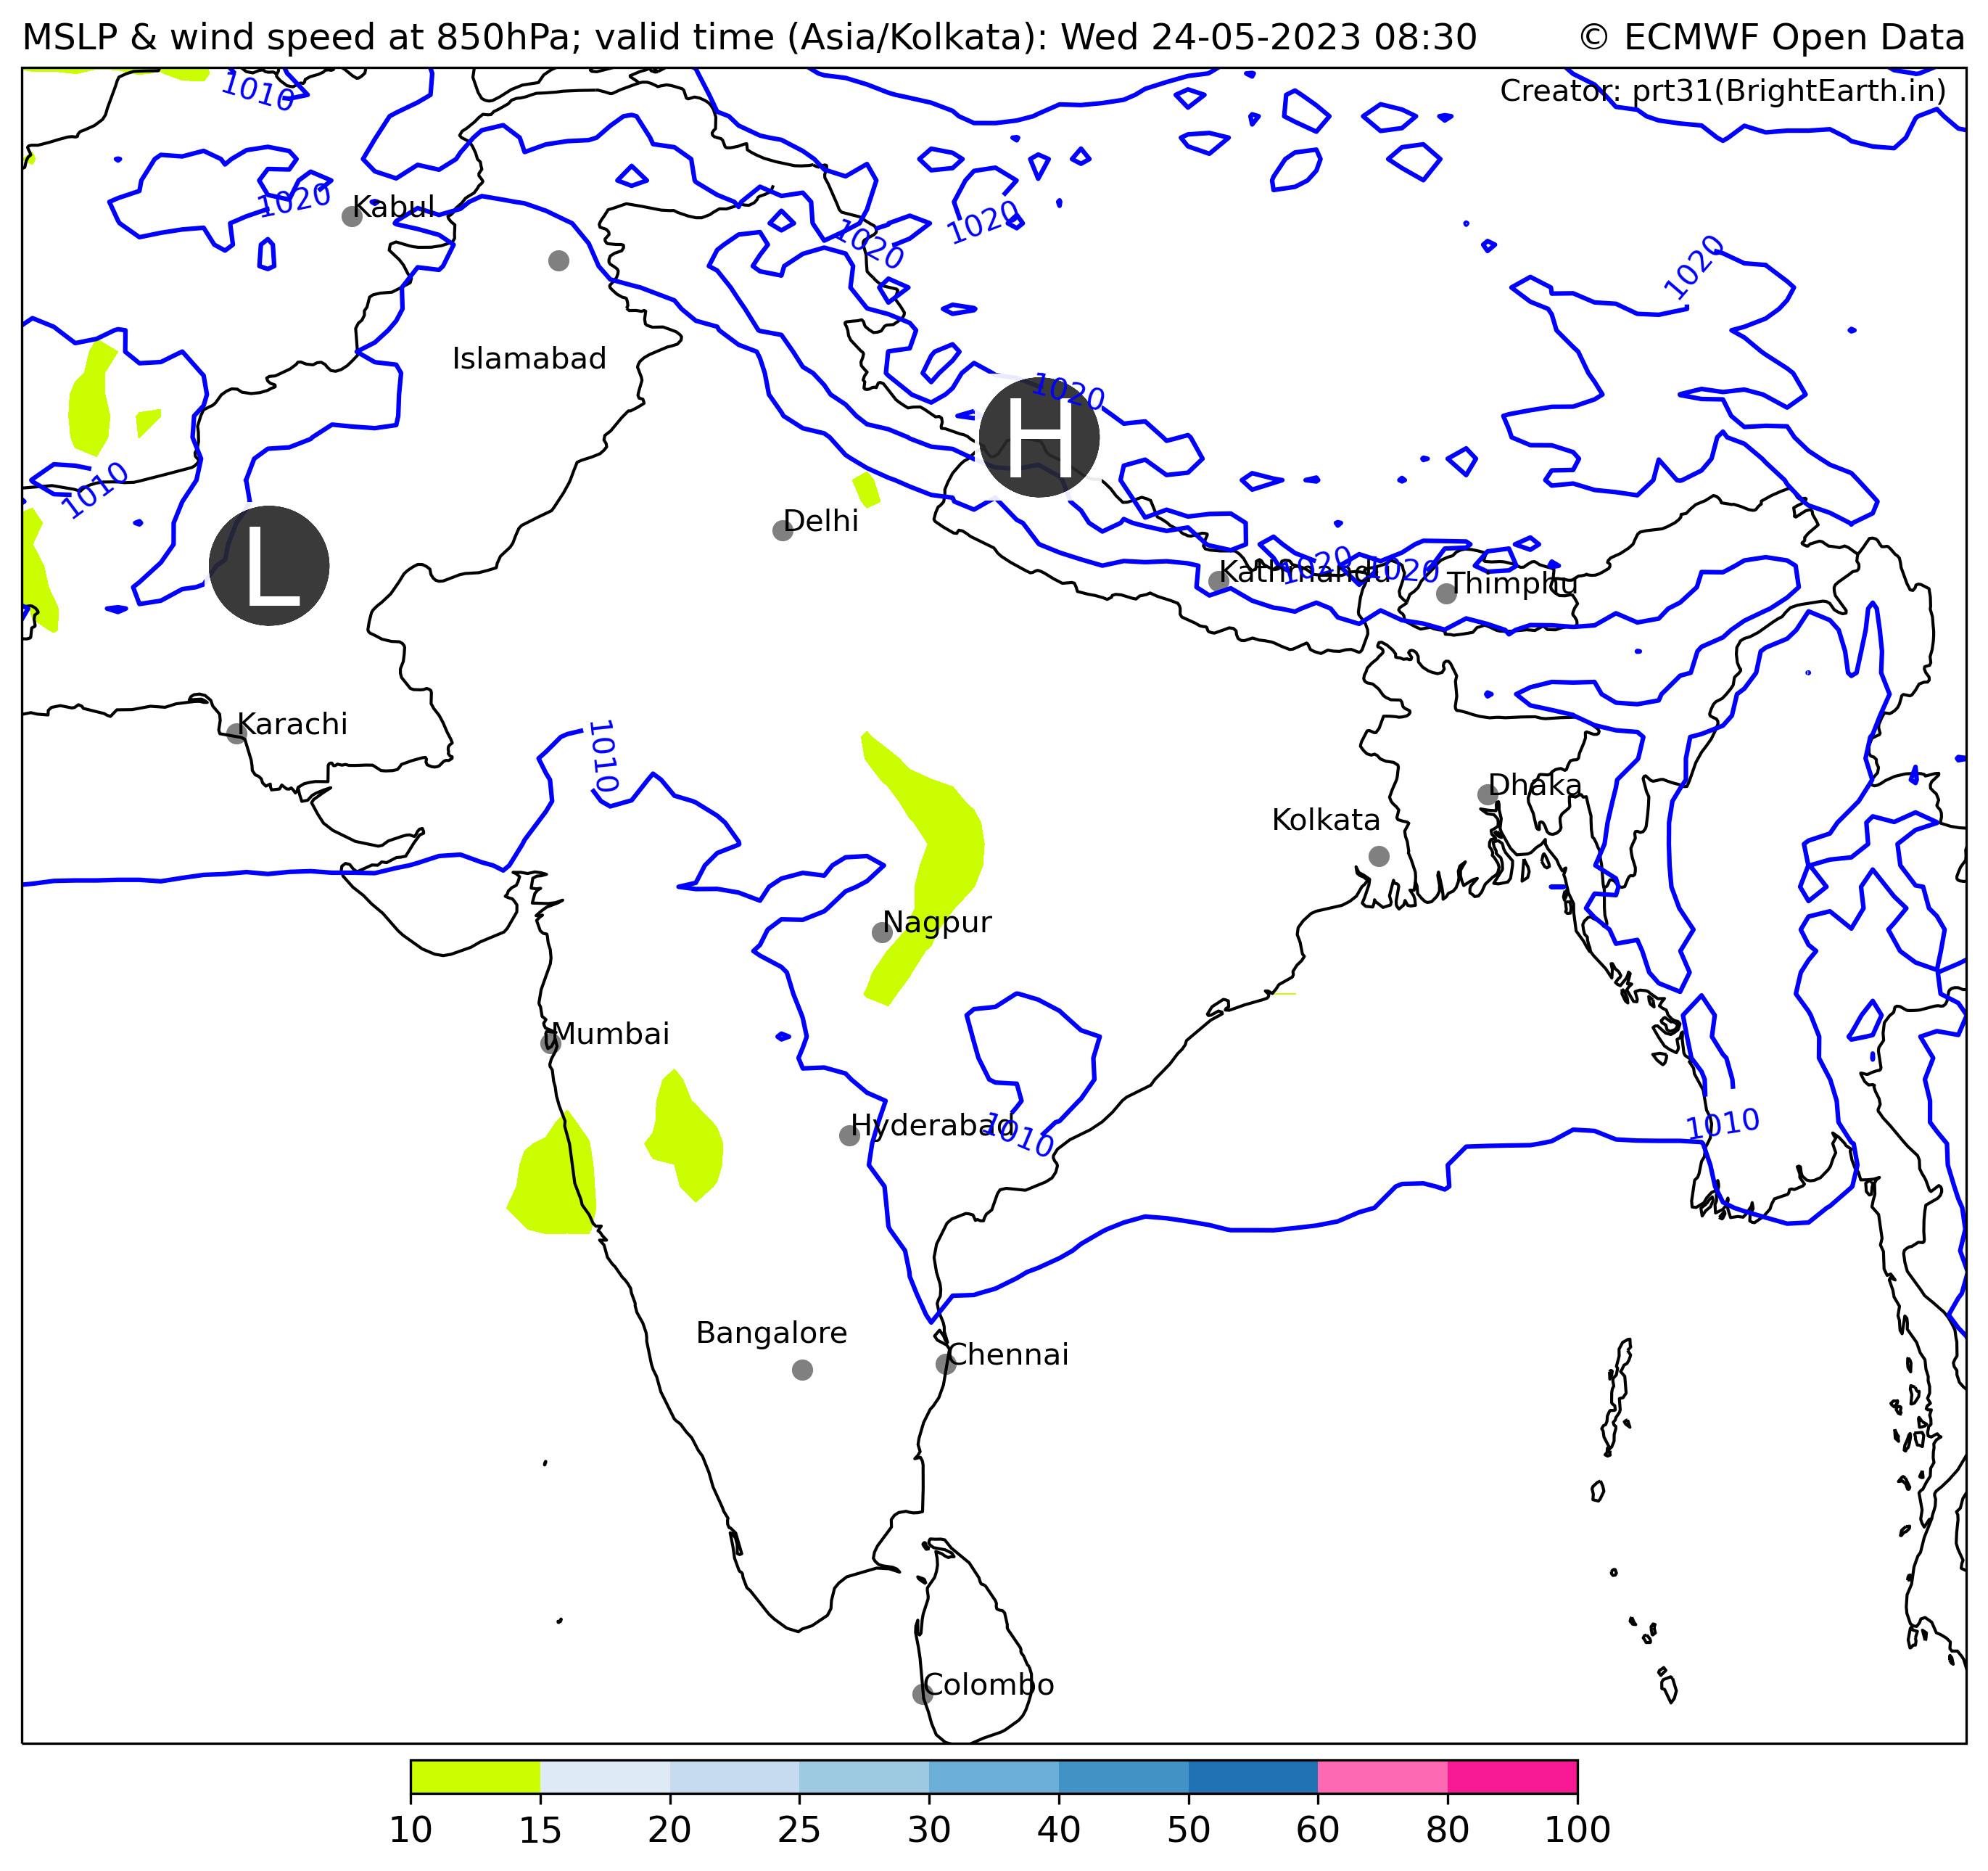 MSLP & wind speed at 850hPa; valid time (Asia/Kolkata): Wed 24-05-2023 08:30
© ECMWF Open Data
Creator: prt31(BrightEarth.in)
1010
1020
Kabul
1020
1020
1020
Islamabad
1020
H
1010
L
Delhi
Kathmandu
1020
1020
Thimphu
Karachi
1010
Dhaka
Kolkata
Nagpur
Mumbai
Hyderabad
1010
1010
Bangalore
Chennai
Colombo
10 15 20 25 30 40 50 60 80 100